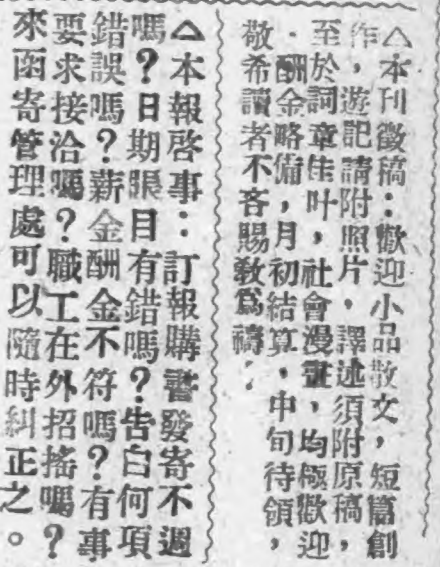 △本刊徵稿：歡迎小品散文，短篇創
作，遊記請附照片，譯述須附原稿，
至於詞章佳叶，社會漫畫，均極歡迎
．酬金略備，月初結算，中旬待領，
敬希讀者不吝賜敎爲禱．
△本報啓事：訂報購書發寄不週
嗎？日期賬目有錯嗎？告白何項
錯誤嗎？薪金酬金不符嗎？有事
要求接洽嗎？職工在外招搖嗎？
來函寄管理處可以隨時糾正之。